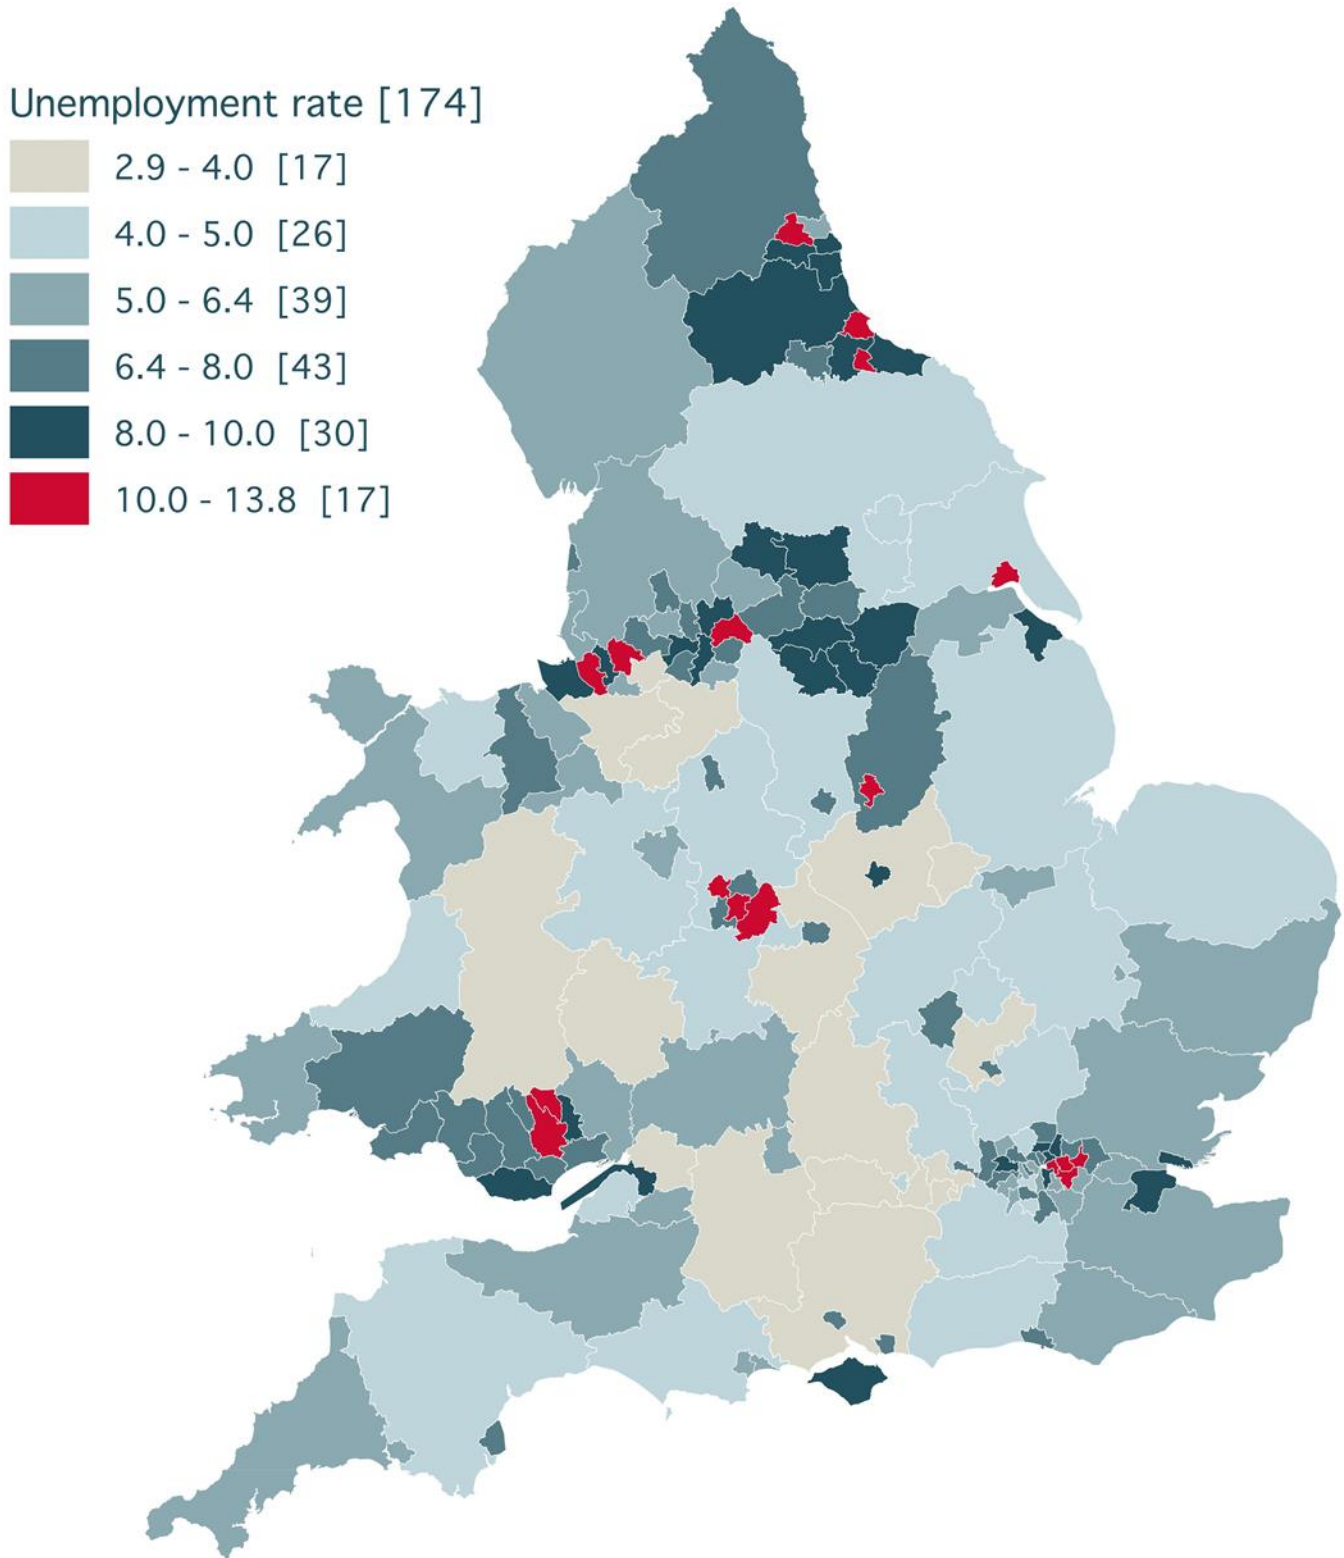 Unemployment rate [174]
2.9 - 4.0 [17]
4.0 - 5.0 [26]
5.0 - 6.4 [39]
6.4 - 8.0 [43]
8.0 - 10.0 [30]
10.0 - 13.8 [17]